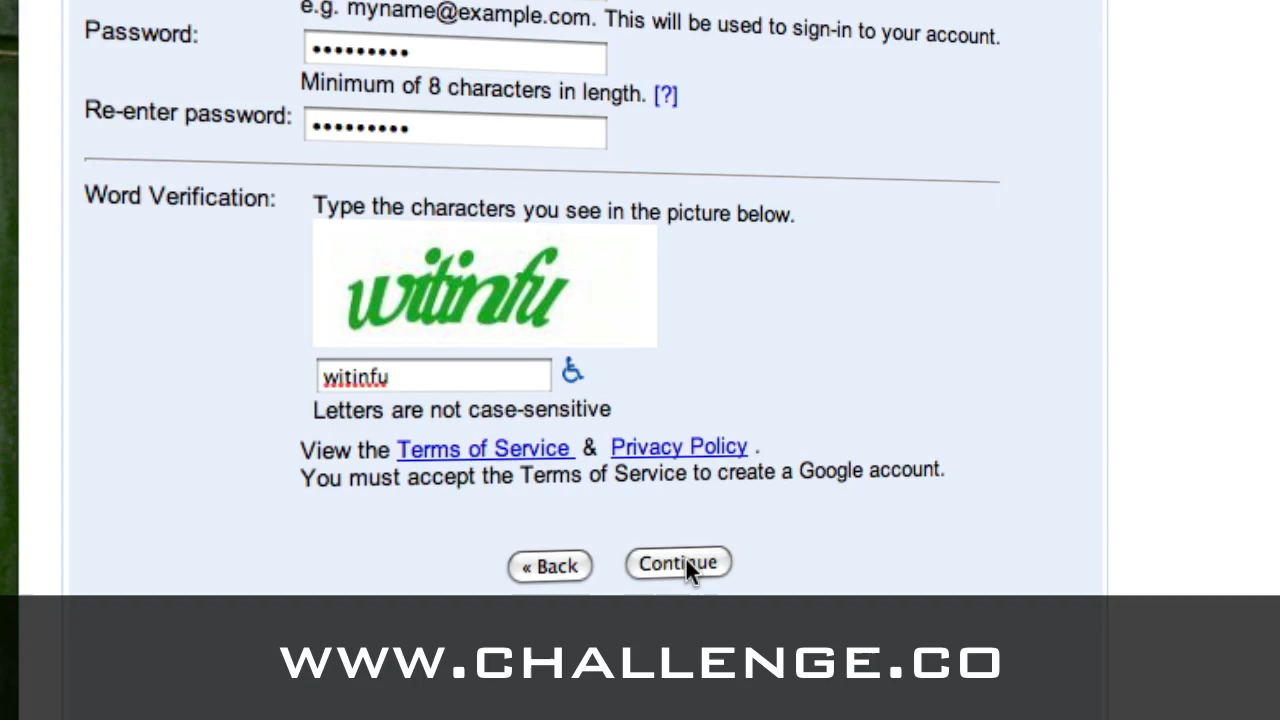 e.g. myname@example.com. This will be used to sign-in to your account.
Password:
•••••••••
Minimum of 8 characters in length. [?]
Re-enter password:
•••••••••
Word Verification:
Type the characters you see in the picture below.
witinfu
witinfu
Letters are not case-sensitive
View the Terms of Service & Privacy Policy .
You must accept the Terms of Service to create a Google account.
« Back
Continue
WWW.CHALLENGE.CO